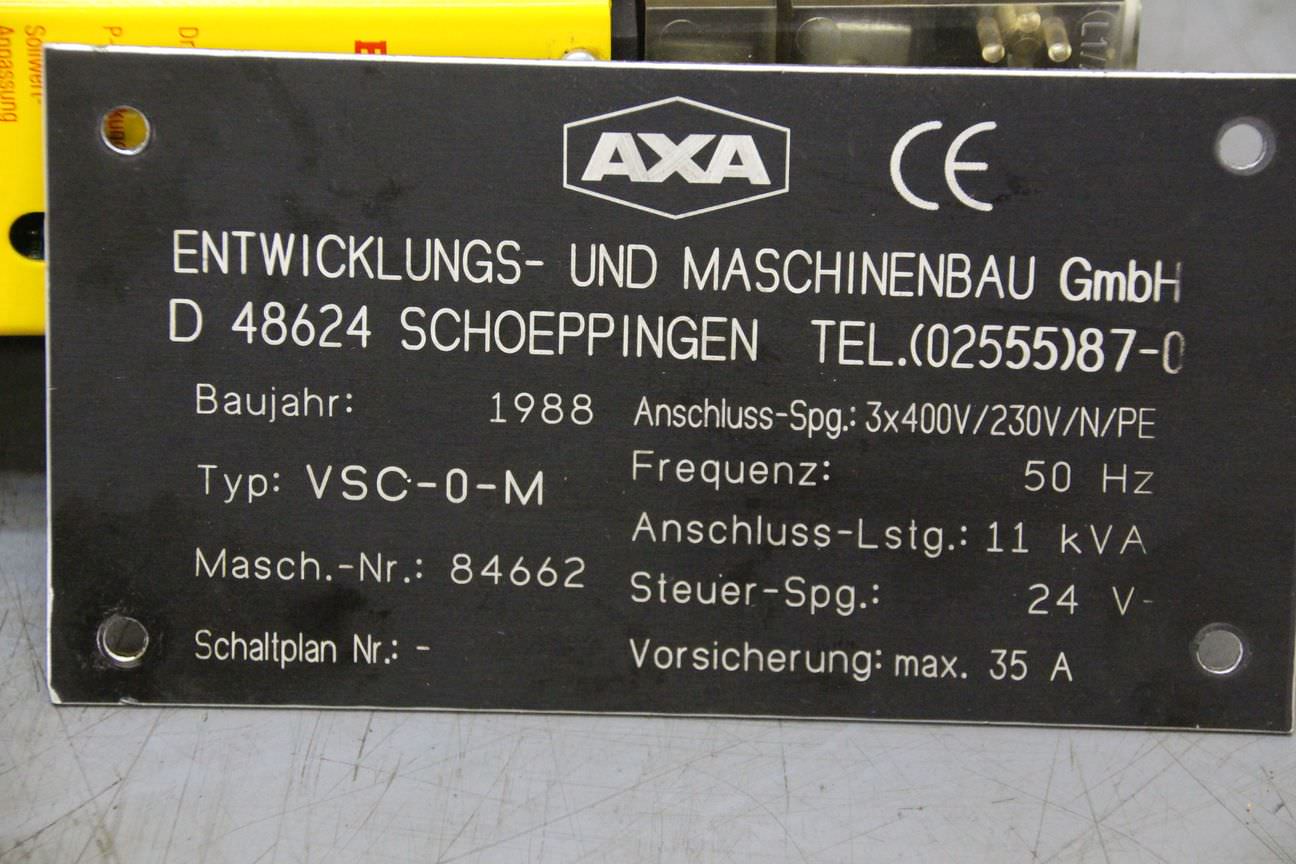 AXA CE
ENTWICKLUNGS- UND MASCHINENBAU GmbH
D 48624 SCHOEPPINGEN TEL.(02555)87-0
Baujahr: 1988
Typ: VSC-0-M
Masch.-Nr.: 84662
Schaltplan Nr.: -
Anschluss-Spg.: 3x400V/230V/N/PE
Frequenz: 50 Hz
Anschluss-Lstg.: 11 kVA
Steuer-Spg.: 24 V-
Vorsicherung: max. 35 A
Sollwert-
Anpassung